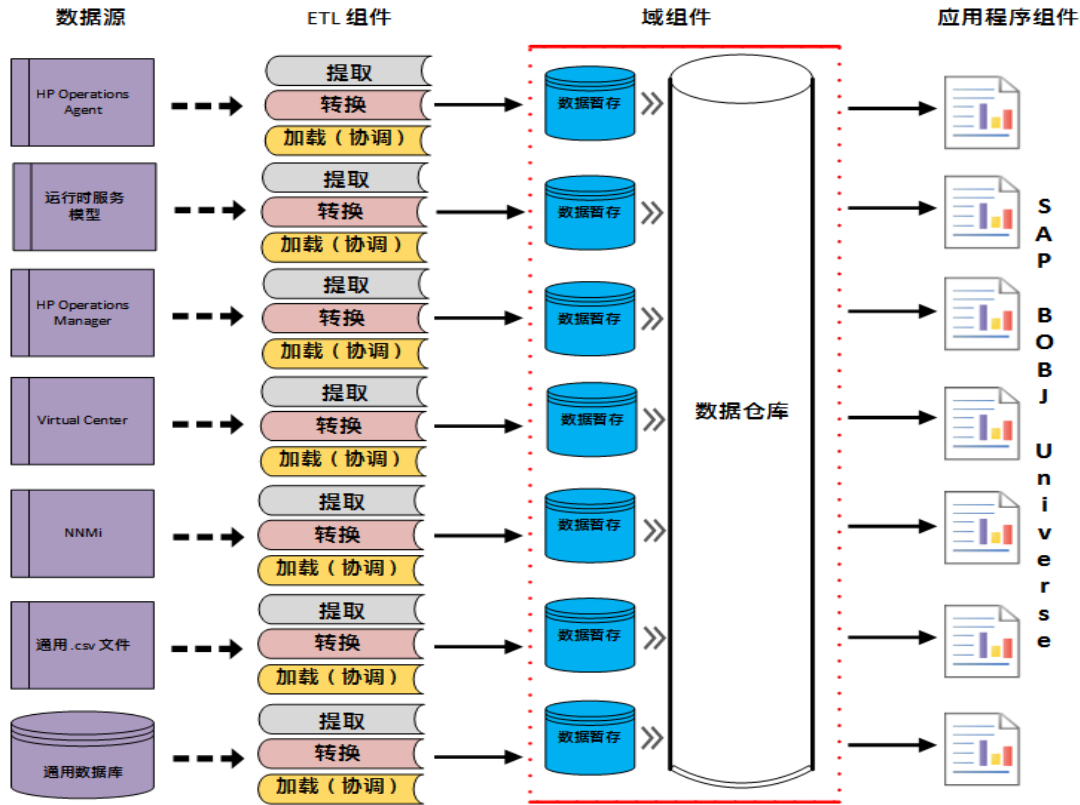 数据源
ETL 组件
域组件
应用程序组件
HP Operations
Agent
提取
转换
加载（协调）
数据暂存
运行时服务
模型
提取
转换
加载（协调）
数据暂存
HP Operations
Manager
提取
转换
加载（协调）
数据暂存
Virtual Center
提取
转换
加载（协调）
数据暂存
NNMi
提取
转换
加载（协调）
数据暂存
通用 .csv 文件
提取
转换
加载（协调）
数据暂存
通用数据库
提取
转换
加载（协调）
数据暂存
数据仓库
SAP BOBJ Universe